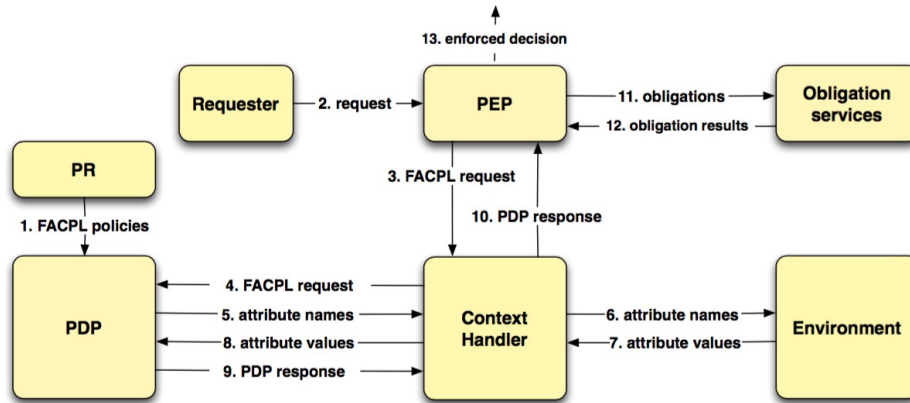 13. enforced decision
Requester
2. request
PEP
11. obligations
12. obligation results
Obligation
services
PR
3. FACPL request
10. PDP response
1. FACPL policies
PDP
4. FACPL request
5. attribute names
8. attribute values
9. PDP response
Context
Handler
6. attribute names
7. attribute values
Environment